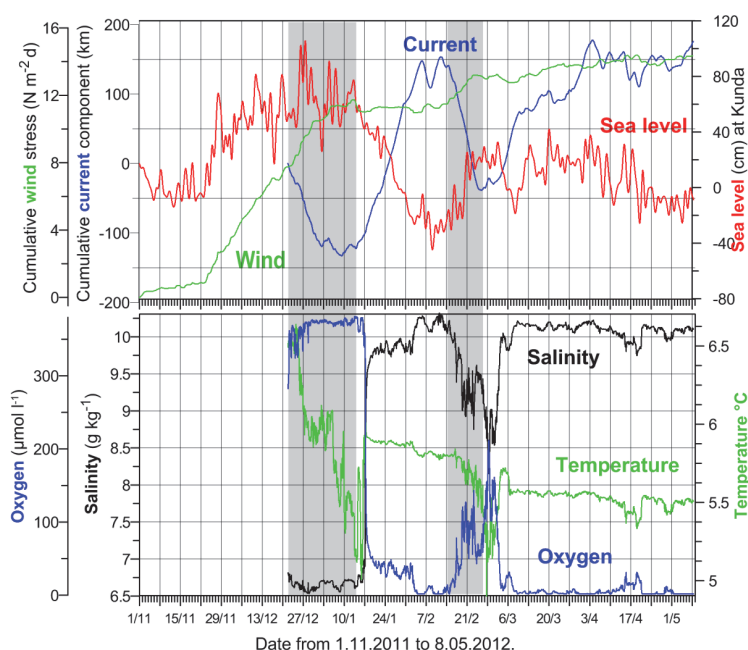 Cumulative wind stress (N m-2 d)
16
12
8
4
0
Cumulative current component (km)
200
100
0
-100
-200
Current
Sea level
Wind
120
80
40
0
-40
-80
Sea level (cm) at Kunda
Oxygen (µmol l-1)
300
200
100
0
Salinity (g kg-1)
10
9.5
9
8.5
8
7.5
7
6.5
Salinity
Temperature
Oxygen
6.5
6
5.5
5
Temperature °C
1/11 15/11 29/11 13/12 27/12 10/1 24/1 7/2 21/2 6/3 20/3 3/4 17/4 1/5
Date from 1.11.2011 to 8.05.2012.